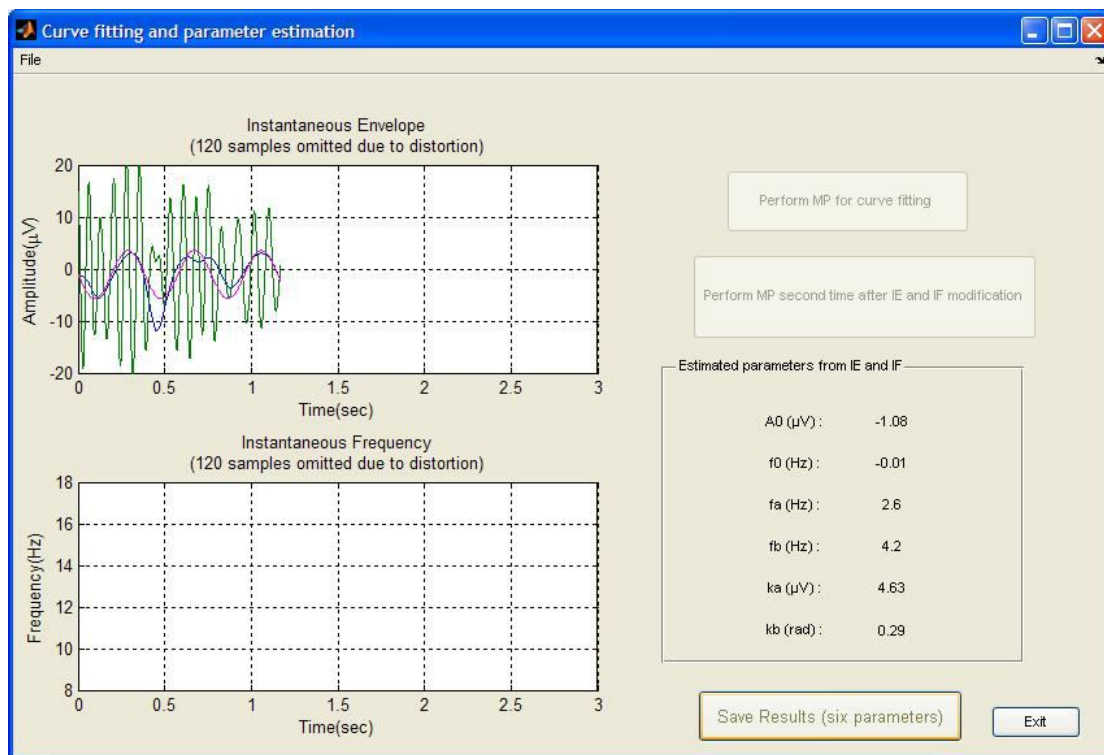 Curve fitting and parameter estimation
File
Instantaneous Envelope
(120 samples omitted due to distortion)
20
10
0
-10
-20
Amplitude(µV)
0 0.5 1 1.5 2 2.5 3
Time(sec)
Instantaneous Frequency
(120 samples omitted due to distortion)
18
16
14
12
10
8
Frequency(Hz)
0 0.5 1 1.5 2 2.5 3
Time(sec)
Perform MP for curve fitting
Perform MP second time after IE and IF modification
Estimated parameters from IE and IF
A0 (µV) : -1.08
f0 (Hz) : -0.01
fa (Hz) : 2.6
fb (Hz) : 4.2
ka (µV) : 4.63
kb (rad) : 0.29
Save Results (six parameters)
Exit